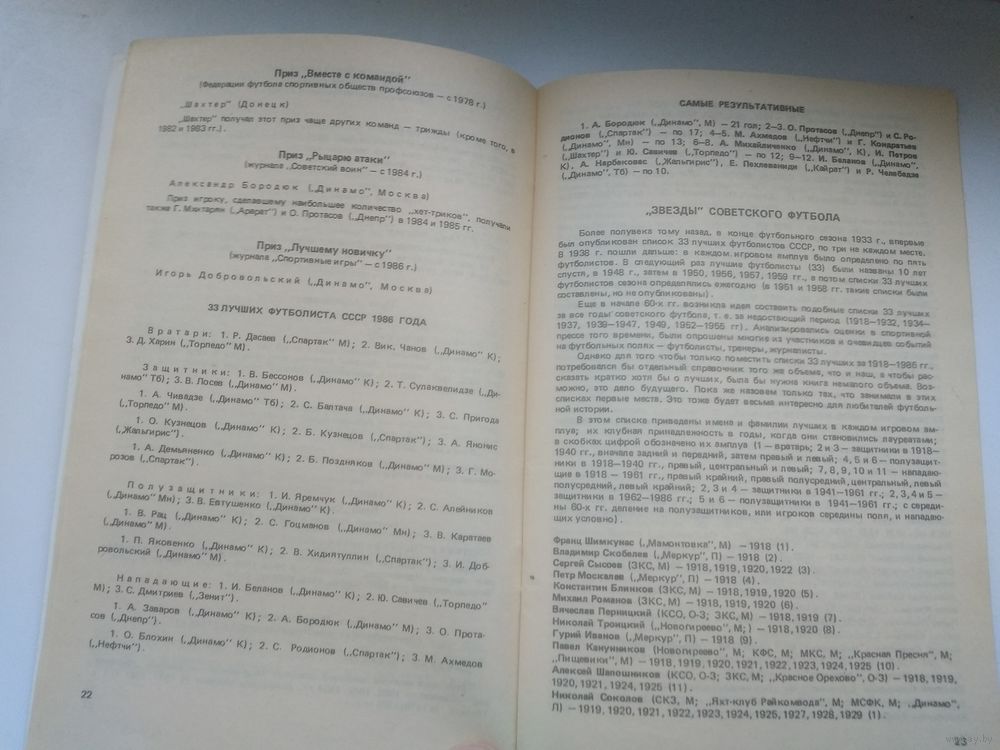 Приз „Вместе с командой"
(Федерации футбола спортивных обществ профсоюзов — с 1978 г.)
„Шахтер" (Донецк)
„Шахтер" получал этот приз чаще других команд — трижды (кроме того, в
1982 и 1983 гг.).
Приз „Рыцарю атаки"
(журнала „Советский воин" — с 1984 г.)
Александр Бородюк („Динамо", Москва)
Приз игроку, сделавшему наибольшее количество „хет-триков", получали
также Г. Мхитарян („Арарат") и О. Протасов („Днепр") в 1984 и 1985 гг.
Приз „Лучшему новичку"
(журнала „Спортивные игры" — с 1986 г.)
Игорь Добровольский („Динамо", Москва)
33 ЛУЧШИХ ФУТБОЛИСТА СССР 1986 ГОДА
Вратари: 1. Р. Дасаев („Спартак" М); 2. Вик. Чанов („Динамо" К);
3. Д. Харин („Торпедо" М).
Защитники: 1. В. Бессонов („Динамо" К); 2. Т. Сулаквелидзе („Ди-
намо" Тб); 3. В. Лосев („Динамо" М).
1. А. Чивадзе („Динамо" Тб); 2. С. Балтача („Динамо" К); 3. С. Пригода
(„Торпедо" М).
1. О. Кузнецов („Динамо" К); 2. Б. Кузнецов („Спартак"); 3. А. Янонис
(„Жальгирис").
1. А. Демьяненко („Динамо" К); 2. Б. Поздняков („Динамо" М); 3. Г. Мо-
розов („Спартак").
Полузащитники: 1. И. Яремчук („Динамо" К); 2. С. Алейников
(„Динамо" Мн); 3. В. Евтушенко („Динамо" К).
1. В. Рац („Динамо" К); 2. С. Гоцманов („Динамо" Мн); 3. В. Каратаев
(„Динамо" М).
1. П. Яковенко („Динамо" К); 2. В. Хидиятуллин („Спартак"); 3. И. Доб-
ровольский („Динамо" М).
Нападающие: 1. И. Беланов („Динамо" К); 2. Ю. Савичев („Торпедо"
М); 3. С. Дмитриев („Зенит").
1. А. Заваров („Динамо" К); 2. А. Бородюк („Динамо" М); 3. О. Прота-
сов („Днепр").
1. О. Блохин („Динамо" К); 2. С. Родионов („Спартак"); 3. М. Ахмедов
(„Нефтчи").
22
САМЫЕ РЕЗУЛЬТАТИВНЫЕ
1. А. Бородюк („Динамо", М) — 21 гол; 2—3. О. Протасов („Днепр") и С. Ро-
дионов („Спартак") — по 17; 4—5. М. Ахмедов („Нефтчи") и Г. Кондратьев
(„Динамо", Мн) — по 13; 6—8. А. Михайличенко („Динамо", К), И. Петров
(„Шахтер") и Ю. Савичев („Торпедо") — по 12; 9—12. И. Беланов („Динамо",
К), А. Нарбековас („Жальгирис"), Е. Пехлеваниди („Кайрат") и Р. Челебадзе
(„Динамо", Тб) — по 10.
„ЗВЕЗДЫ" СОВЕТСКОГО ФУТБОЛА
Более полувека тому назад, в конце футбольного сезона 1933 г., впервые
был опубликован список 33 лучших футболистов СССР, по три на каждом месте.
В 1938 г. пошли дальше: в каждом игровом амплуа было определено по пять
футболистов. В следующий раз лучшие футболисты (33) были названы 10 лет
спустя, в 1948 г., затем в 1950, 1956, 1957, 1959 гг., а потом списки 33 лучших
футболистов сезона определялись ежегодно (в 1951 и 1958 гг. такие списки были
составлены, но не опубликованы).
Еще в начале 60-х гг. возникла идея составить подобные списки 33 лучших
за все годы советского футбола, т. е. за недостающий период (1918—1932, 1934—
1937, 1939—1947, 1949, 1952—1955 гг). Анализировались оценки в спортивной
прессе того времени, были опрошены многие из участников и очевидцев событий
на футбольных полях — футболисты, тренеры, журналисты.
Однако для того чтобы только поместить списки 33 лучших за 1918—1986 гг.,
потребовался бы отдельный справочник того же объема, что и наш, а чтобы рас-
сказать кратко хотя бы о лучших, была бы нужна книга немалого объема. Воз-
можно, это дело будущего. Пока же назовем только тех, что занимали в этих
списках первые места. Это тоже будет весьма интересно для любителей футболь-
ной истории.
В этом списке приведены имена и фамилии лучших в каждом игровом ам-
плуа; их клубная принадлежность в годы, когда они становились лауреатами;
в скобках цифрой обозначено их амплуа (1 — вратарь; 2 и 3 — защитники в 1918—
1940 гг., вначале задний и передний, затем правый и левый; 4, 5 и 6 — полузащит-
ники в 1918—1940 гг., правый, центральный и левый; 7, 8, 9, 10 и 11 — нападаю-
щие в 1918 — 1961 гг., правый крайний, правый полусредний, центральный, левый
полусредний, левый крайний; 2, 3 и 4 — защитники в 1941—1961 гг.; 2, 3, 4 и 5 —
защитники в 1962—1986 гг.; 5 и 6 — полузащитники в 1941—1961 гг.; с середи-
ны 60-х гг. деление на полузащитников, или игроков середины поля, и нападаю-
щих условно).
Франц Шимкунас („Мамонтовка", М) — 1918 (1).
Владимир Скобелев („Меркур", П) — 1918 (2).
Сергей Сысоев (ЗКС, М) — 1918, 1919, 1920, 1922 (3).
Петр Москалев („Меркур", П) — 1918 (4).
Константин Блинков (ЗКС, М) — 1918, 1919, 1920 (5).
Михаил Романов (ЗКС, М) — 1918, 1919, 1920 (6).
Вячеслав Перницкий (КСО, О-З; ЗКС, М) — 1918, 1919 (7).
Николай Троицкий („Новогиреево", М;) — 1918, 1920 (8).
Гурий Иванов („Меркур", П) — 1918 (9).
Павел Канунников (Новогиреево", М; КФС, М; МКС, М; „Красная Пресня", М;
„Пищевики", М) — 1918, 1919, 1920, 1921, 1922, 1923, 1924, 1925 (10).
Алексей Шапошников (КСО, О-З; ЗКС, М; „Красное Орехово", О-З) — 1918, 1919,
1920, 1921, 1924, 1925 (11).
Николай Соколов (СКЗ, М; „Яхт-клуб Райкомвода", М; МСФК, М; „Динамо",
Л) — 1919, 1920, 1921, 1922, 1923, 1924, 1925, 1927, 1928, 1929 (1).
23